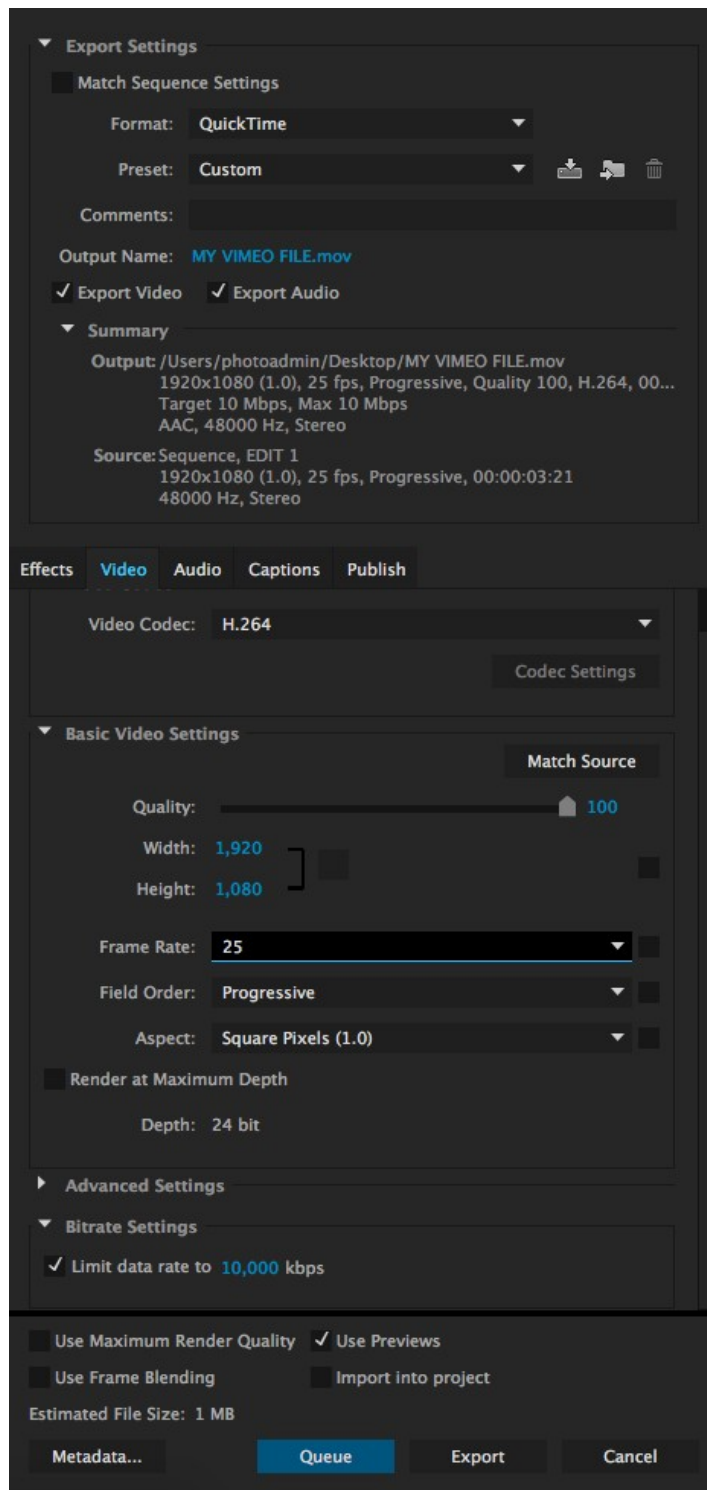 Export Settings
Match Sequence Settings
Format: QuickTime
Preset: Custom
Comments:
Output Name: MY VIMEO FILE.mov
Export Video Export Audio
Summary
Output: /Users/photoadmin/Desktop/MY VIMEO FILE.mov
1920x1080 (1.0), 25 fps, Progressive, Quality 100, H.264, 00...
Target 10 Mbps, Max 10 Mbps
AAC, 48000 Hz, Stereo
Source: Sequence, EDIT 1
1920x1080 (1.0), 25 fps, Progressive, 00:00:03:21
48000 Hz, Stereo
Effects Video Audio Captions Publish
Video Codec: H.264
Codec Settings
Basic Video Settings
Match Source
Quality: 100
Width: 1,920
Height: 1,080
Frame Rate: 25
Field Order: Progressive
Aspect: Square Pixels (1.0)
Render at Maximum Depth
Depth: 24 bit
Advanced Settings
Bitrate Settings
Limit data rate to 10,000 kbps
Use Maximum Render Quality Use Previews
Use Frame Blending Import into project
Estimated File Size: 1 MB
Metadata... Queue Export Cancel